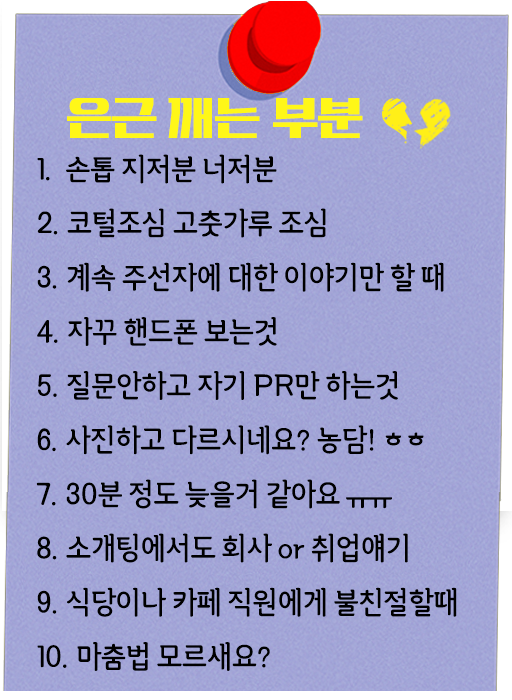 은근 깨는 부분
1. 손톱 지저분 너저분
2. 코털조심 고춧가루 조심
3. 계속 주선자에 대한 이야기만 할 때
4. 자꾸 핸드폰 보는것
5. 질문안하고 자기 PR만 하는것
6. 사진하고 다르시네요? 농담! ㅎㅎ
7. 30분 정도 늦을거 같아요 ㅠㅠ
8. 소개팅에서도 회사 or 취업얘기
9. 식당이나 카페 직원에게 불친절할때
10. 마춤법 모르새요?